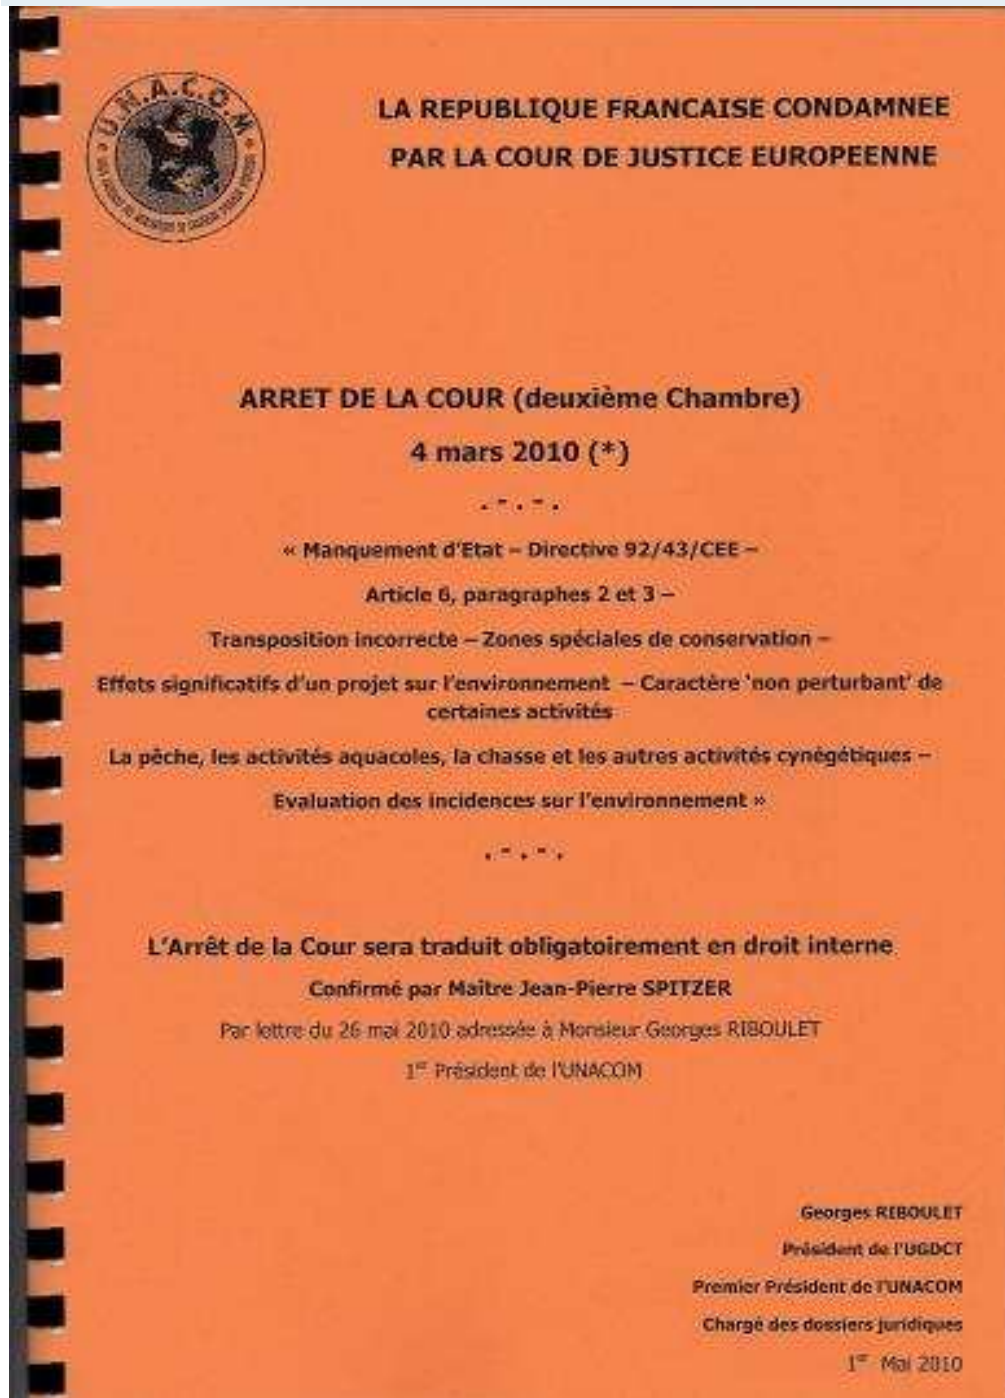 U.N.A.C.O.M
LA REPUBLIQUE FRANCAISE CONDAMNEE
PAR LA COUR DE JUSTICE EUROPEENNE
ARRET DE LA COUR (deuxième Chambre)
4 mars 2010 (*)
. - . - .
« Manquement d'Etat – Directive 92/43/CEE –
Article 6, paragraphes 2 et 3 –
Transposition incorrecte – Zones spéciales de conservation –
Effets significatifs d'un projet sur l'environnement – Caractère 'non perturbant' de
certaines activités
La pêche, les activités aquacoles, la chasse et les autres activités cynégétiques –
Evaluation des incidences sur l'environnement »
. - . - .
L'Arrêt de la Cour sera traduit obligatoirement en droit interne
Confirmé par Maître Jean-Pierre SPITZER
Par lettre du 26 mai 2010 adressée à Monsieur Georges RIBOULET
1er Président de l'UNACOM
Georges RIBOULET
Président de l'UGDCT
Premier Président de l'UNACOM
Chargé des dossiers juridiques
1er Mai 2010